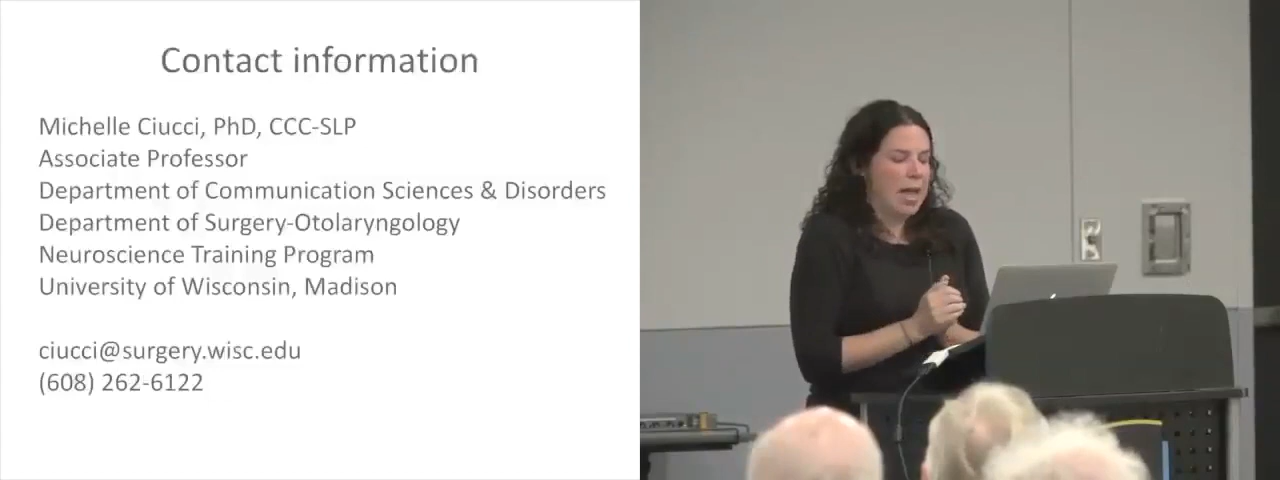 Contact information
Michelle Ciucci, PhD, CCC-SLP
Associate Professor
Department of Communication Sciences & Disorders
Department of Surgery-Otolaryngology
Neuroscience Training Program
University of Wisconsin, Madison
ciucci@surgery.wisc.edu
(608) 262-6122